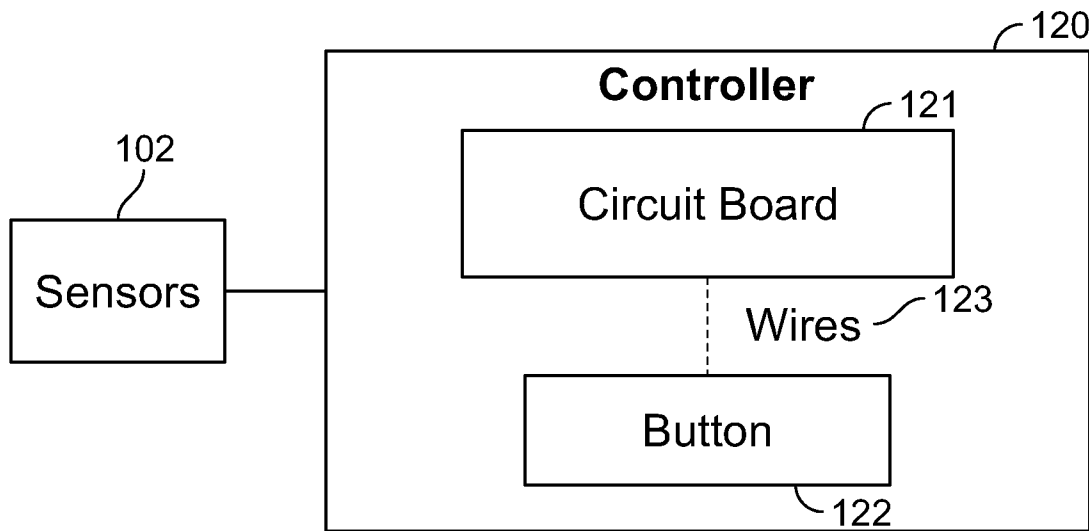 120
Controller
121
102
Circuit Board
Sensors
123
Wires
Button
122